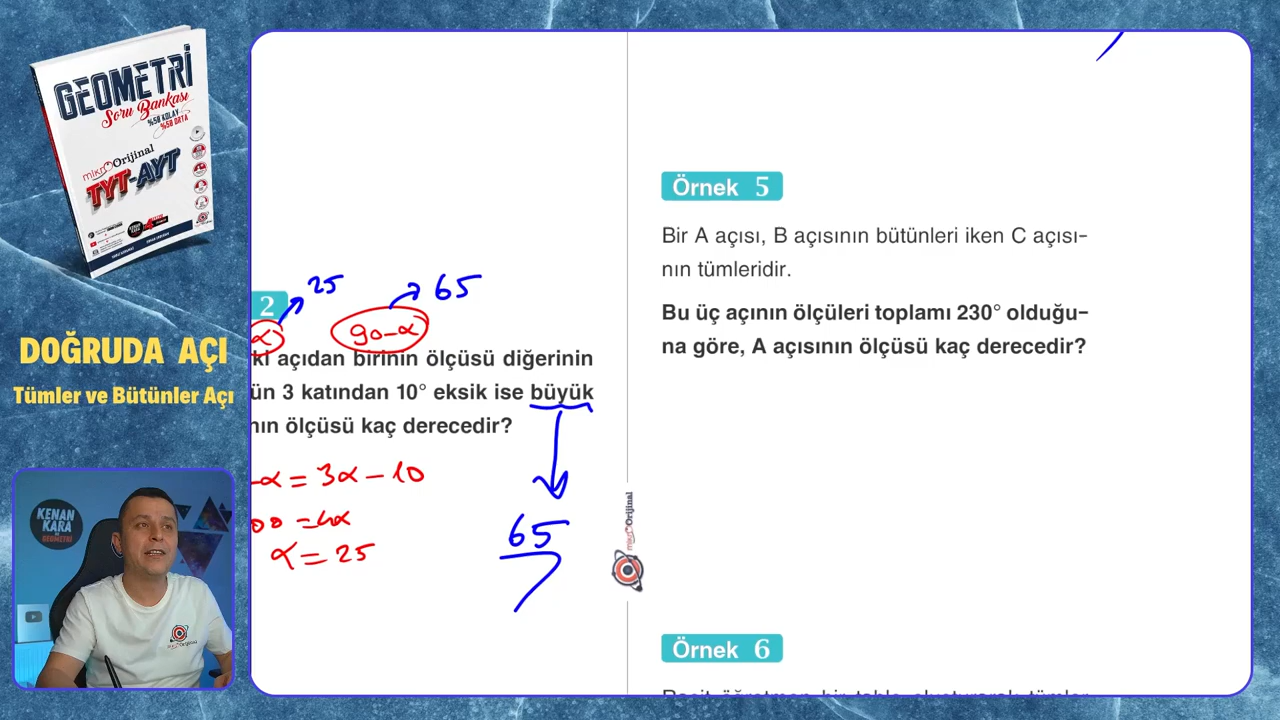 GEOMETRİ
Soru Bankası
%50 KOLAY
%50 ORTA
mikro Orijinal
TYT-AYT
DOĞRUDA AÇI
Tümler ve Bütünler Açı
KENAN
KARA
GEOMETRİ
2
25
65
α
90-α
ki açıdan birinin ölçüsü diğerinin
ün 3 katından 10° eksik ise büyük
nın ölçüsü kaç derecedir?
-α = 3α - 10
00 = 4α
α = 25
65
Örnek 5
Bir A açısı, B açısının bütünleri iken C açısı-
nın tümleridir.
Bu üç açının ölçüleri toplamı 230° olduğu-
na göre, A açısının ölçüsü kaç derecedir?
mikro Orijinal
Örnek 6